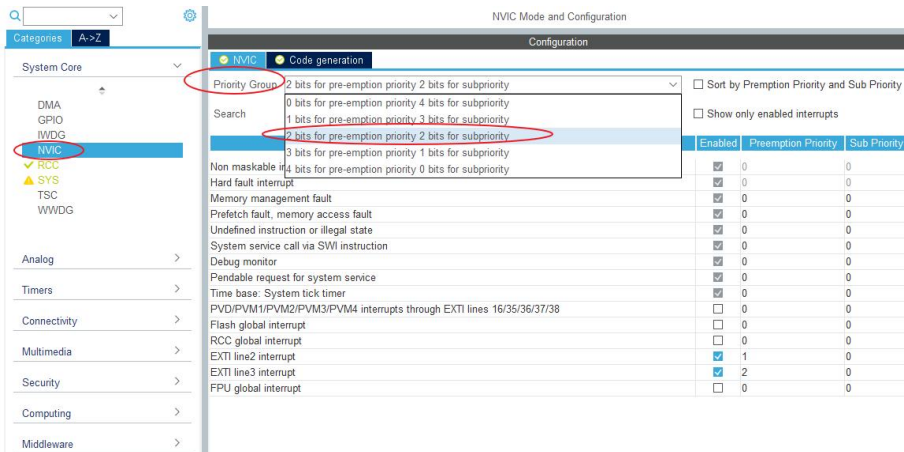 NVIC Mode and Configuration
Categories A->Z
Configuration
System Core
NVIC Code generation
Priority Group 2 bits for pre-emption priority 2 bits for subpriority
Sort by Premption Priority and Sub Priority
0 bits for pre-emption priority 4 bits for subpriority
1 bits for pre-emption priority 3 bits for subpriority
2 bits for pre-emption priority 2 bits for subpriority
3 bits for pre-emption priority 1 bits for subpriority
4 bits for pre-emption priority 0 bits for subpriority
Search
Show only enabled interrupts
DMA
GPIO
IWDG
NVIC
RCC
SYS
TSC
WWDG
Analog
Timers
Connectivity
Multimedia
Security
Computing
Middleware
Enabled Preemption Priority Sub Priority
Non maskable 0 0
Hard fault interrupt 0 0
Memory management fault 0 0
Prefetch fault, memory access fault 0 0
Undefined instruction or illegal state 0 0
System service call via SWI instruction 0 0
Debug monitor 0 0
Pendable request for system service 0 0
Time base: System tick timer 0 0
PVD/PVM1/PVM2/PVM3/PVM4 interrupts through EXTI lines 16/35/36/37/38 0 0
Flash global interrupt 0 0
RCC global interrupt 0 0
EXTI line2 interrupt 1 0
EXTI line3 interrupt 2 0
FPU global interrupt 0 0